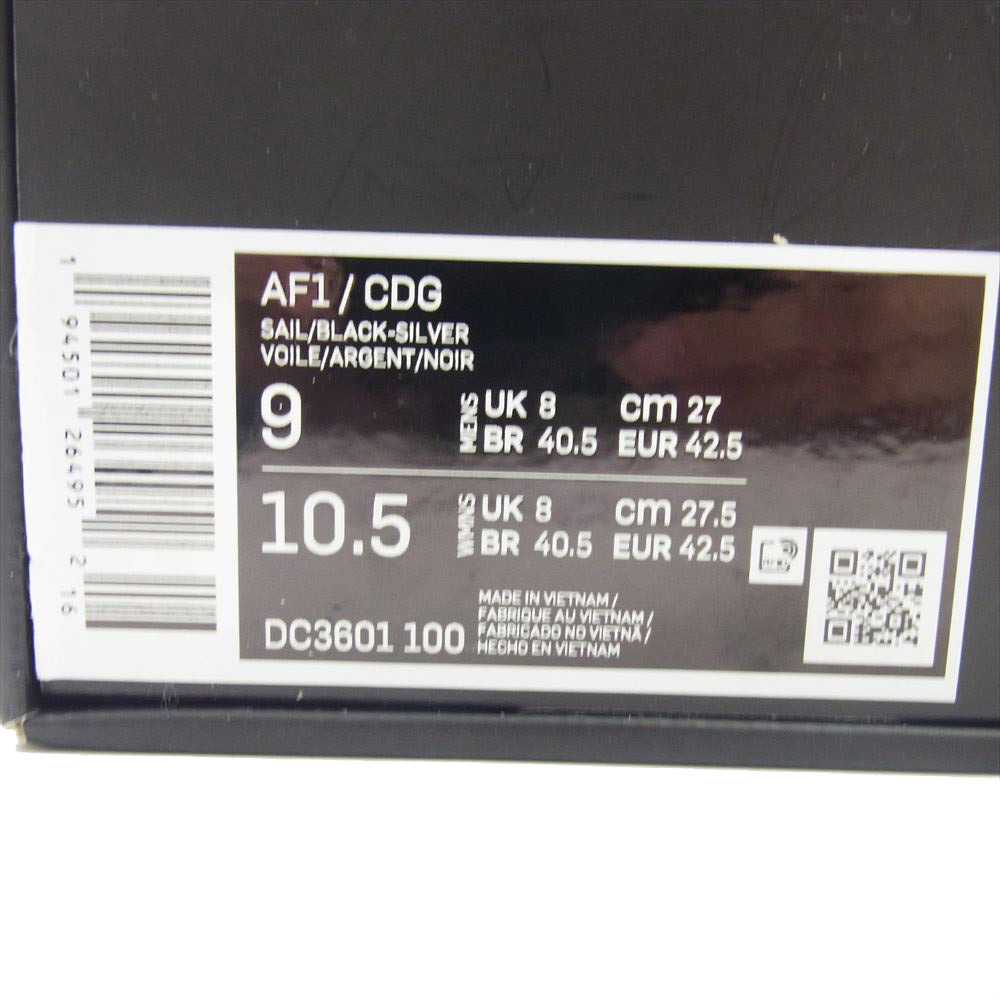 AF1 / CDG
SAIL/BLACK-SILVER
VOILE/ARGENT/NOIR
9
MENS
UK 8 cm 27
BR 40.5 EUR 42.5
10.5
WMNS
UK 8 cm 27.5
BR 40.5 EUR 42.5
DC3601 100
MADE IN VIETNAM /
FABRIQUE AU VIETNAM /
FABRICADO NO VIETNÃ /
HECHO EN VIETNAM
1 94501 26495 2 16